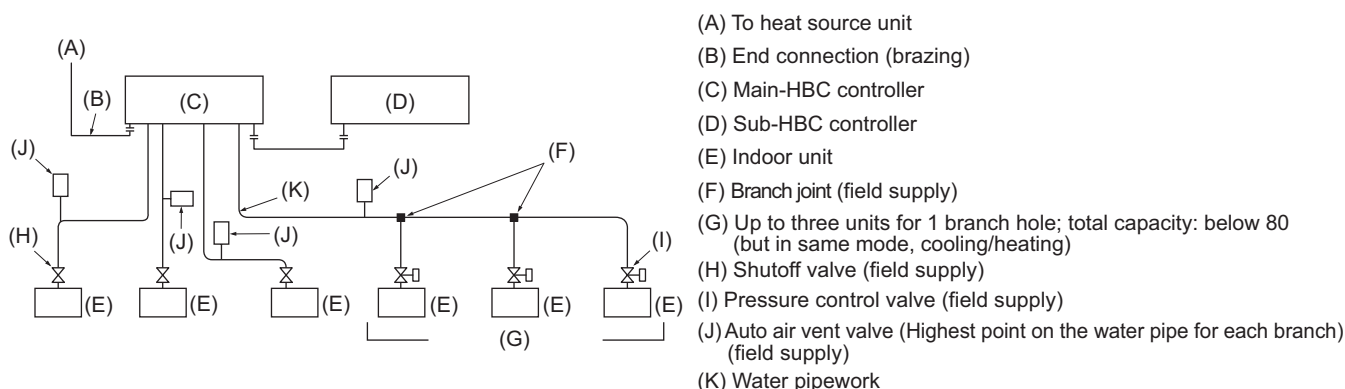 (A)
(B)
(C)
(D)
(J)
(J)
(F)
(K)
(H)
(J)
(J)
(I)
(E)
(E)
(E)
(E)
(E)
(E)
(G)
(A) To heat source unit
(B) End connection (brazing)
(C) Main-HBC controller
(D) Sub-HBC controller
(E) Indoor unit
(F) Branch joint (field supply)
(G) Up to three units for 1 branch hole; total capacity: below 80
(but in same mode, cooling/heating)
(H) Shutoff valve (field supply)
(I) Pressure control valve (field supply)
(J) Auto air vent valve (Highest point on the water pipe for each branch)
(field supply)
(K) Water pipework